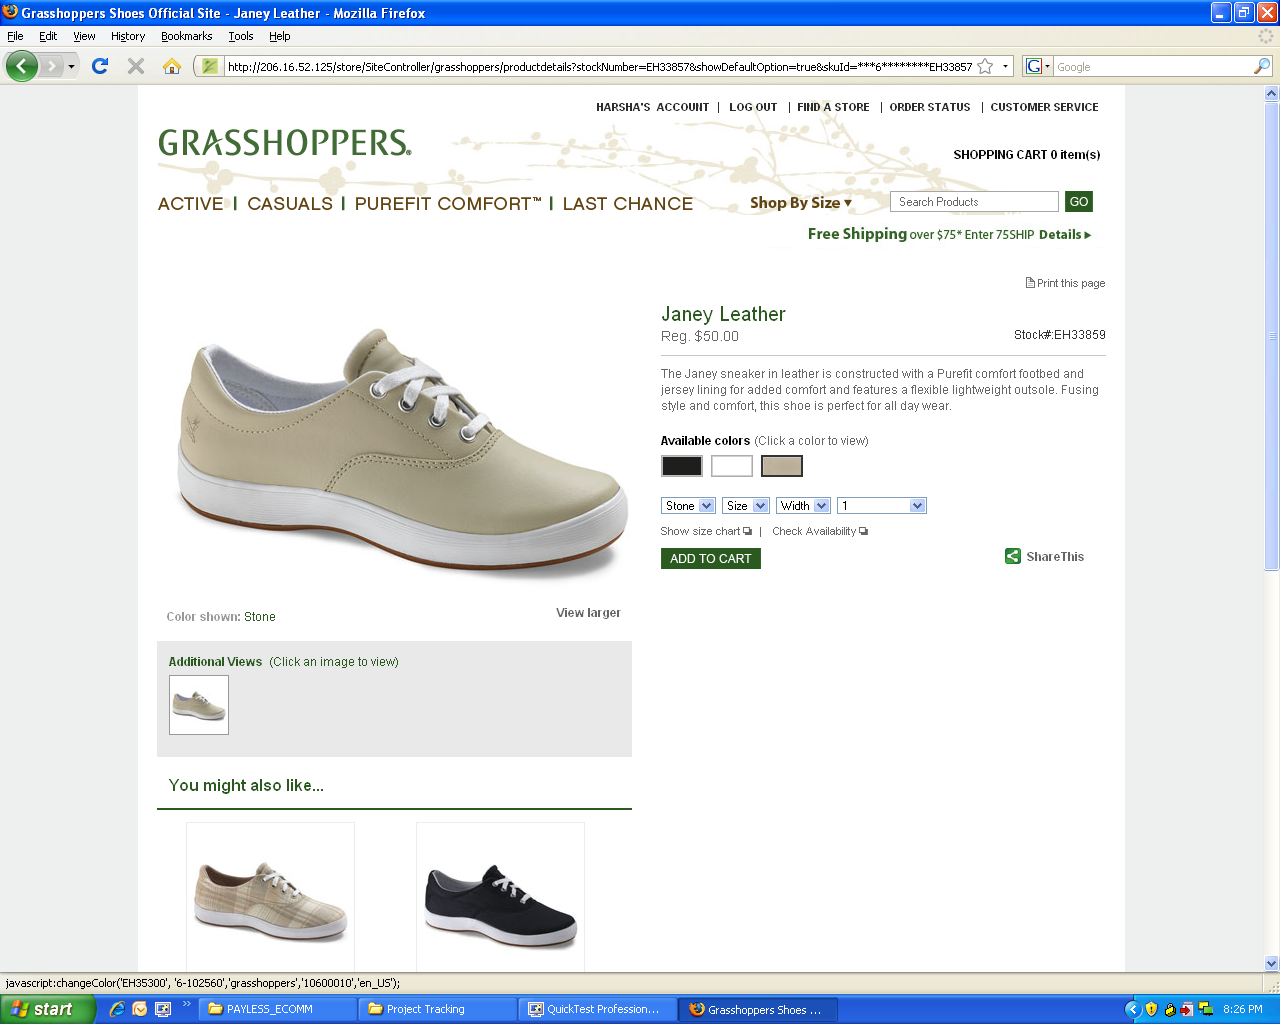 Grasshoppers Shoes Official Site - Janey Leather - Mozilla Firefox
File Edit View History Bookmarks Tools Help
http://206.16.52.125/store/SiteController/grasshoppers/productdetails?stockNumber=EH33857&showDefaultOption=true&skuId=***6********EH33857
G Google
HARSHA'S ACCOUNT | LOG OUT | FIND A STORE | ORDER STATUS | CUSTOMER SERVICE
GRASSHOPPERS®
SHOPPING CART 0 item(s)
ACTIVE | CASUALS | PUREFIT COMFORT™ | LAST CHANCE
Shop By Size
Search Products
GO
Free Shipping over $75* Enter 75SHIP Details
Print this page
Janey Leather
Reg. $50.00
Stock#:EH33859
The Janey sneaker in leather is constructed with a Purefit comfort footbed and
jersey lining for added comfort and features a flexible lightweight outsole. Fusing
style and comfort, this shoe is perfect for all day wear.
Available colors (Click a color to view)
Stone Size Width 1
Show size chart | Check Availability
ADD TO CART
ShareThis
Color shown: Stone
View larger
Additional Views (Click an image to view)
You might also like...
javascript:changeColor('EH35300', '6-102560','grasshoppers','10600010','en_US');
start
PAYLESS_ECOMM
Project Tracking
QuickTest Profession...
Grasshoppers Shoes ...
8:26 PM